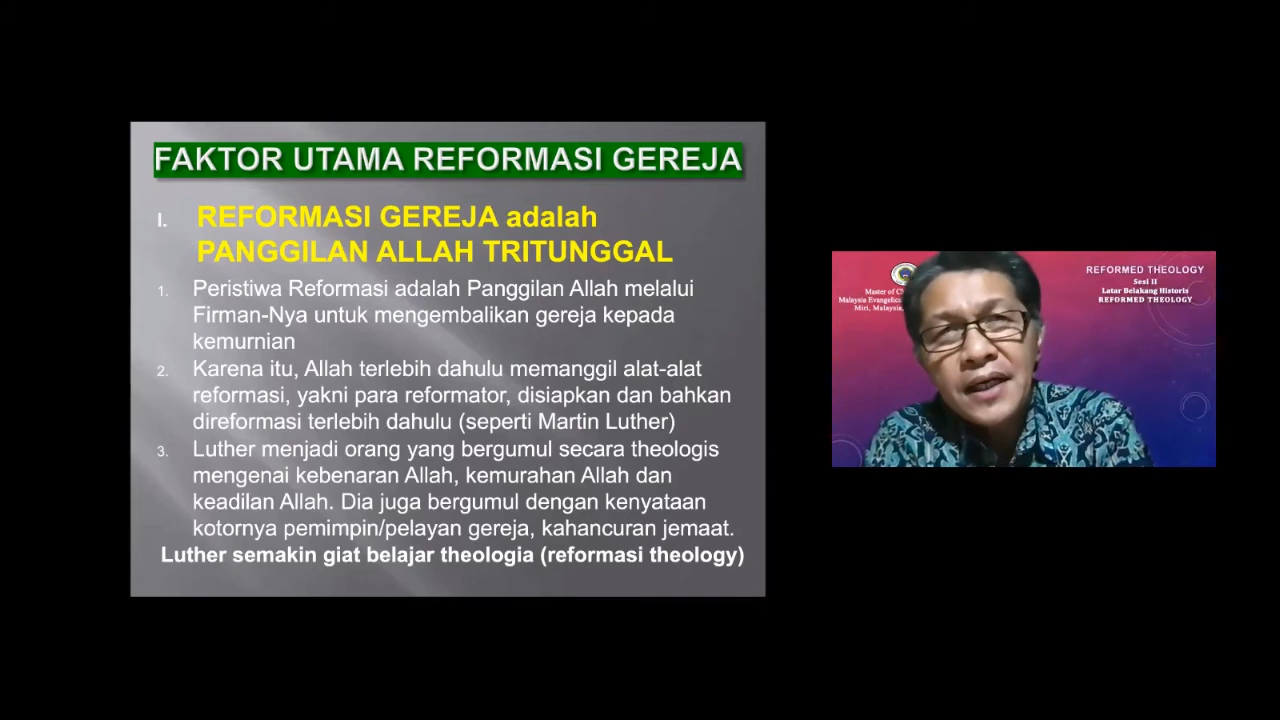 FAKTOR UTAMA REFORMASI GEREJA
I. REFORMASI GEREJA adalah
PANGGILAN ALLAH TRITUNGGAL
1. Peristiwa Reformasi adalah Panggilan Allah melalui
Firman-Nya untuk mengembalikan gereja kepada
kemurnian
2. Karena itu, Allah terlebih dahulu memanggil alat-alat
reformasi, yakni para reformator, disiapkan dan bahkan
direformasi terlebih dahulu (seperti Martin Luther)
3. Luther menjadi orang yang bergumul secara theologis
mengenai kebenaran Allah, kemurahan Allah dan
keadilan Allah. Dia juga bergumul dengan kenyataan
kotornya pemimpin/pelayan gereja, kahancuran jemaat.
Luther semakin giat belajar theologia (reformasi theology)
Master of
Malaysia Evangelica
Miri, Malaysia,
REFORMED THEOLOGY
Sesi II
Latar Belakang Historis
REFORMED THEOLOGY